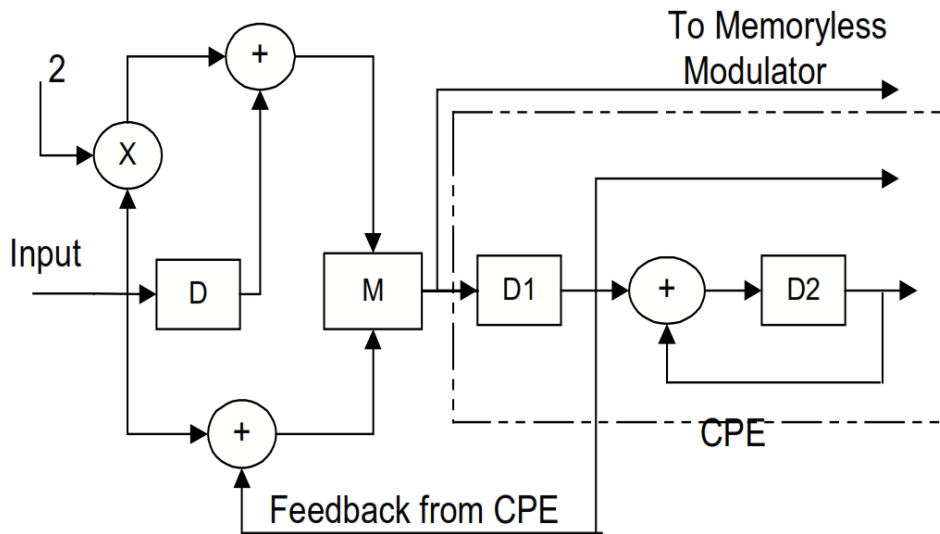 To Memoryless
Modulator
2
+
X
Input
D
M
D1
+
D2
+
CPE
Feedback from CPE